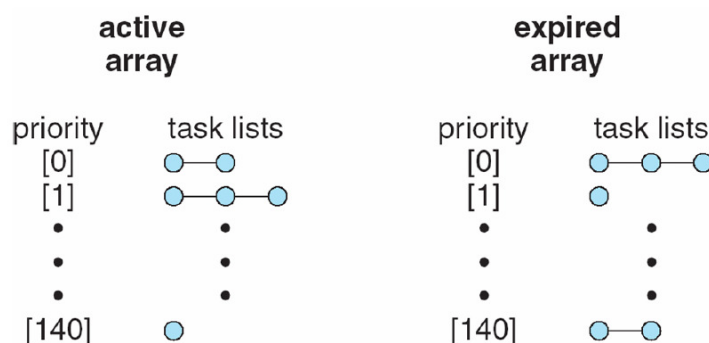 active array
priority task lists
[0]
[1]
[140]
expired array
priority task lists
[0]
[1]
[140]